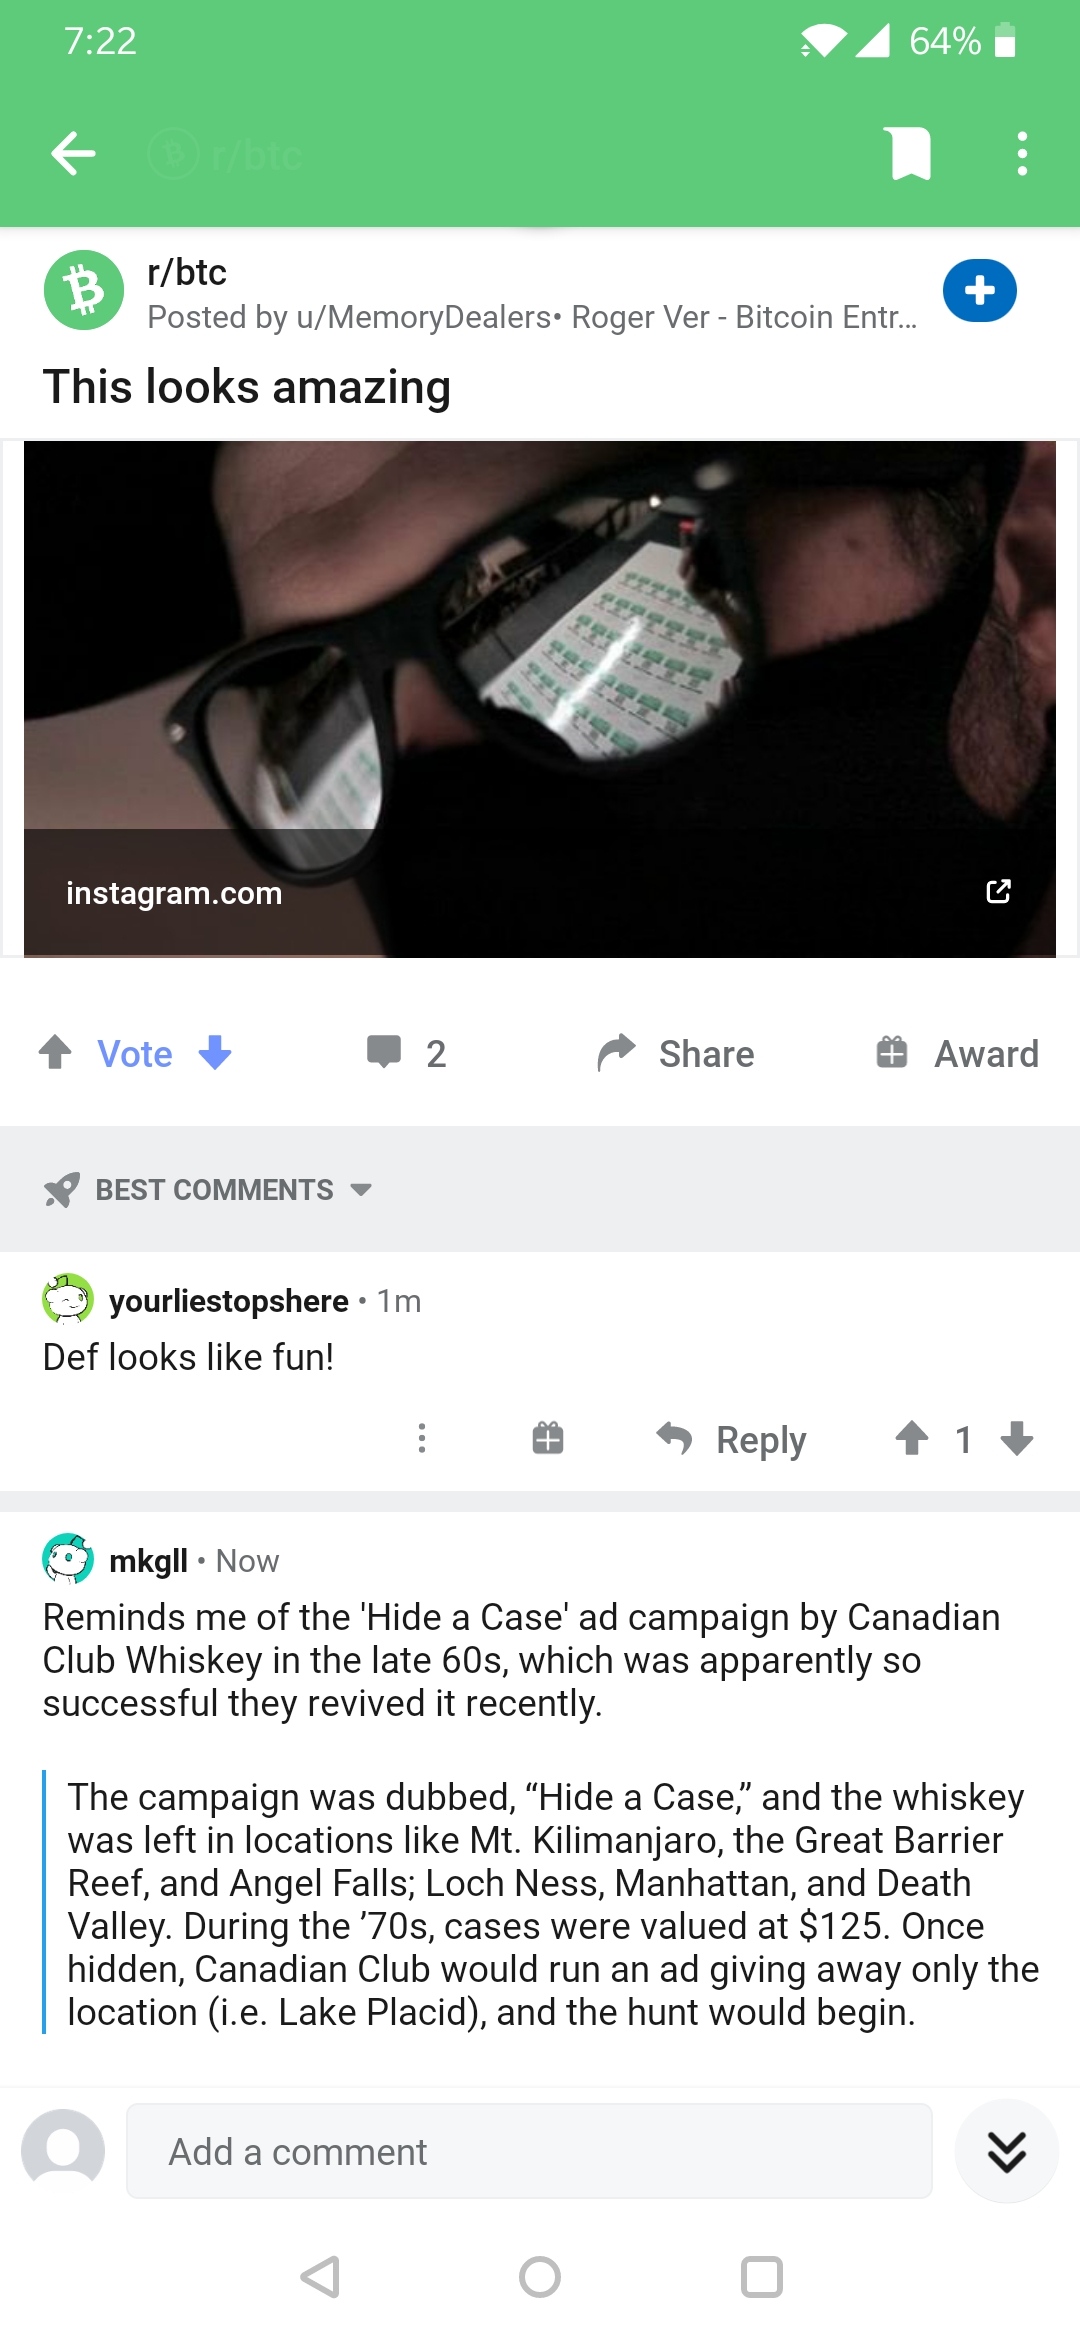 7:22
64%
r/btc
r/btc
Posted by u/MemoryDealers• Roger Ver - Bitcoin Entr...
This looks amazing
instagram.com
Vote
2
Share
Award
BEST COMMENTS
yourliestopshere • 1m
Def looks like fun!
Reply
1
mkgll • Now
Reminds me of the 'Hide a Case' ad campaign by Canadian
Club Whiskey in the late 60s, which was apparently so
successful they revived it recently.
The campaign was dubbed, “Hide a Case,” and the whiskey
was left in locations like Mt. Kilimanjaro, the Great Barrier
Reef, and Angel Falls; Loch Ness, Manhattan, and Death
Valley. During the ’70s, cases were valued at $125. Once
hidden, Canadian Club would run an ad giving away only the
location (i.e. Lake Placid), and the hunt would begin.
Add a comment